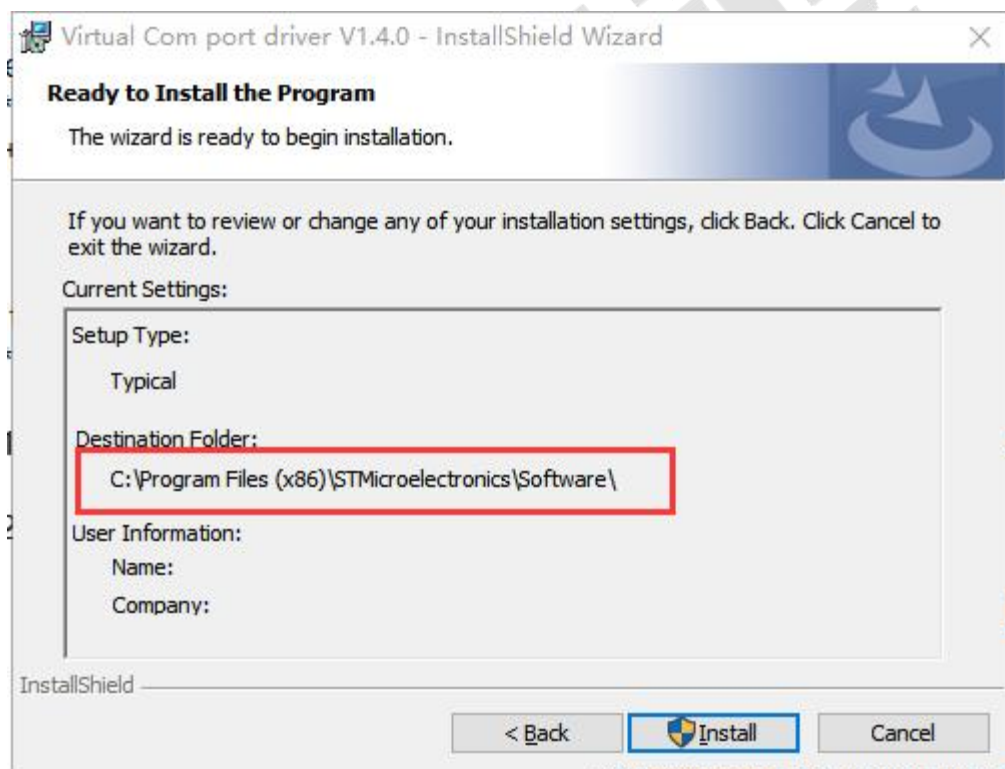 Virtual Com port driver V1.4.0 - InstallShield Wizard
Ready to Install the Program
The wizard is ready to begin installation.
If you want to review or change any of your installation settings, click Back. Click Cancel to
exit the wizard.
Current Settings:
Setup Type:
Typical
Destination Folder:
C:\Program Files (x86)\STMicroelectronics\Software\
User Information:
Name:
Company:
InstallShield
< Back
Install
Cancel